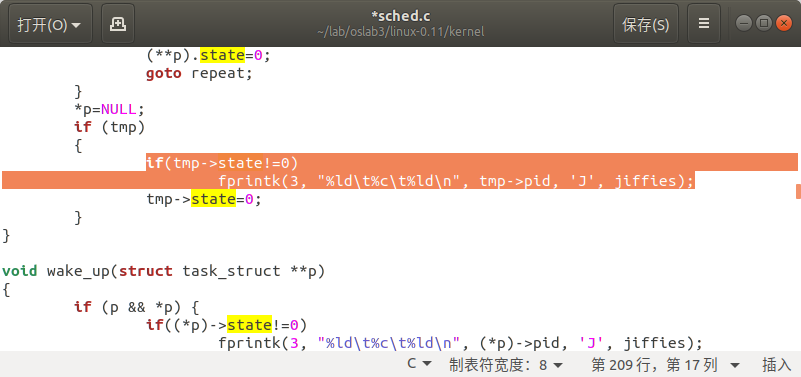 打开(O)
*sched.c
~/lab/oslab3/linux-0.11/kernel
保存(S)
(**p).state=0;
goto repeat;
}
*p=NULL;
if (tmp)
{
if(tmp->state!=0)
fprintk(3, "%ld\t%c\t%ld\n", tmp->pid, 'J', jiffies);
tmp->state=0;
}
}
void wake_up(struct task_struct **p)
{
if (p && *p) {
if((*p)->state!=0)
fprintk(3, "%ld\t%c\t%ld\n", (*p)->pid, 'J', jiffies);
C 制表符宽度：8 第 209 行，第 17 列 插入